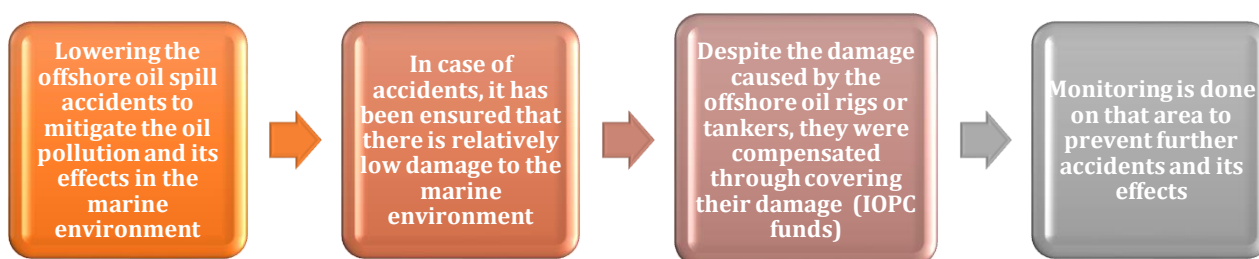 Lowering the
offshore oil spill
accidents to
mitigate the oil
pollution and its
effects in the
marine
environment
In case of
accidents, it has
been ensured that
there is relatively
low damage to the
marine
environment
Despite the damage
caused by the
offshore oil rigs or
tankers, they were
compensated
through covering
their damage (IOPC
funds)
Monitoring is done
on that area to
prevent further
accidents and its
effects